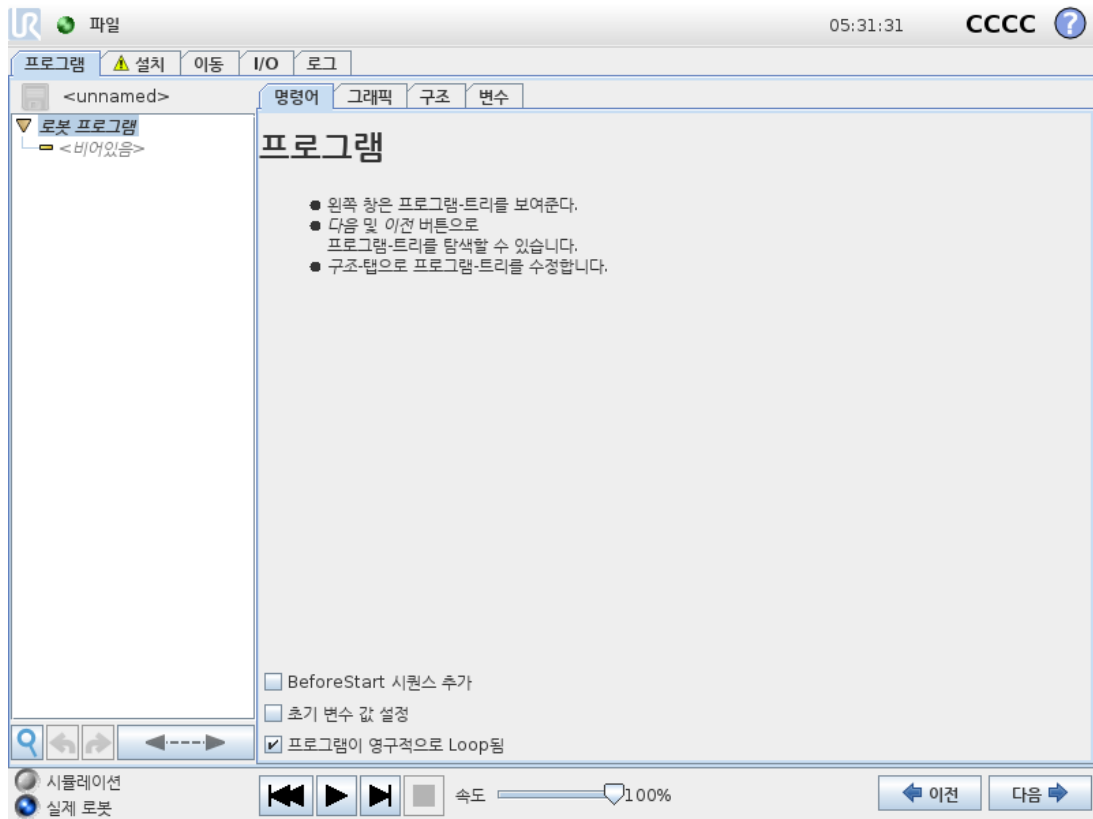 UR 파일 05:31:31 CCCC ?
프로그램 설치 이동 I/O 로그
<unnamed> 명령어 그래픽 구조 변수
로봇 프로그램
<비어있음>
프로그램
왼쪽 창은 프로그램-트리를 보여준다.
다음 및 이전 버튼으로
프로그램-트리를 탐색할 수 있습니다.
구조-탭으로 프로그램-트리를 수정합니다.
BeforeStart 시퀀스 추가
초기 변수 값 설정
프로그램이 영구적으로 Loop됨
시뮬레이션
실제 로봇
속도 100% 이전 다음